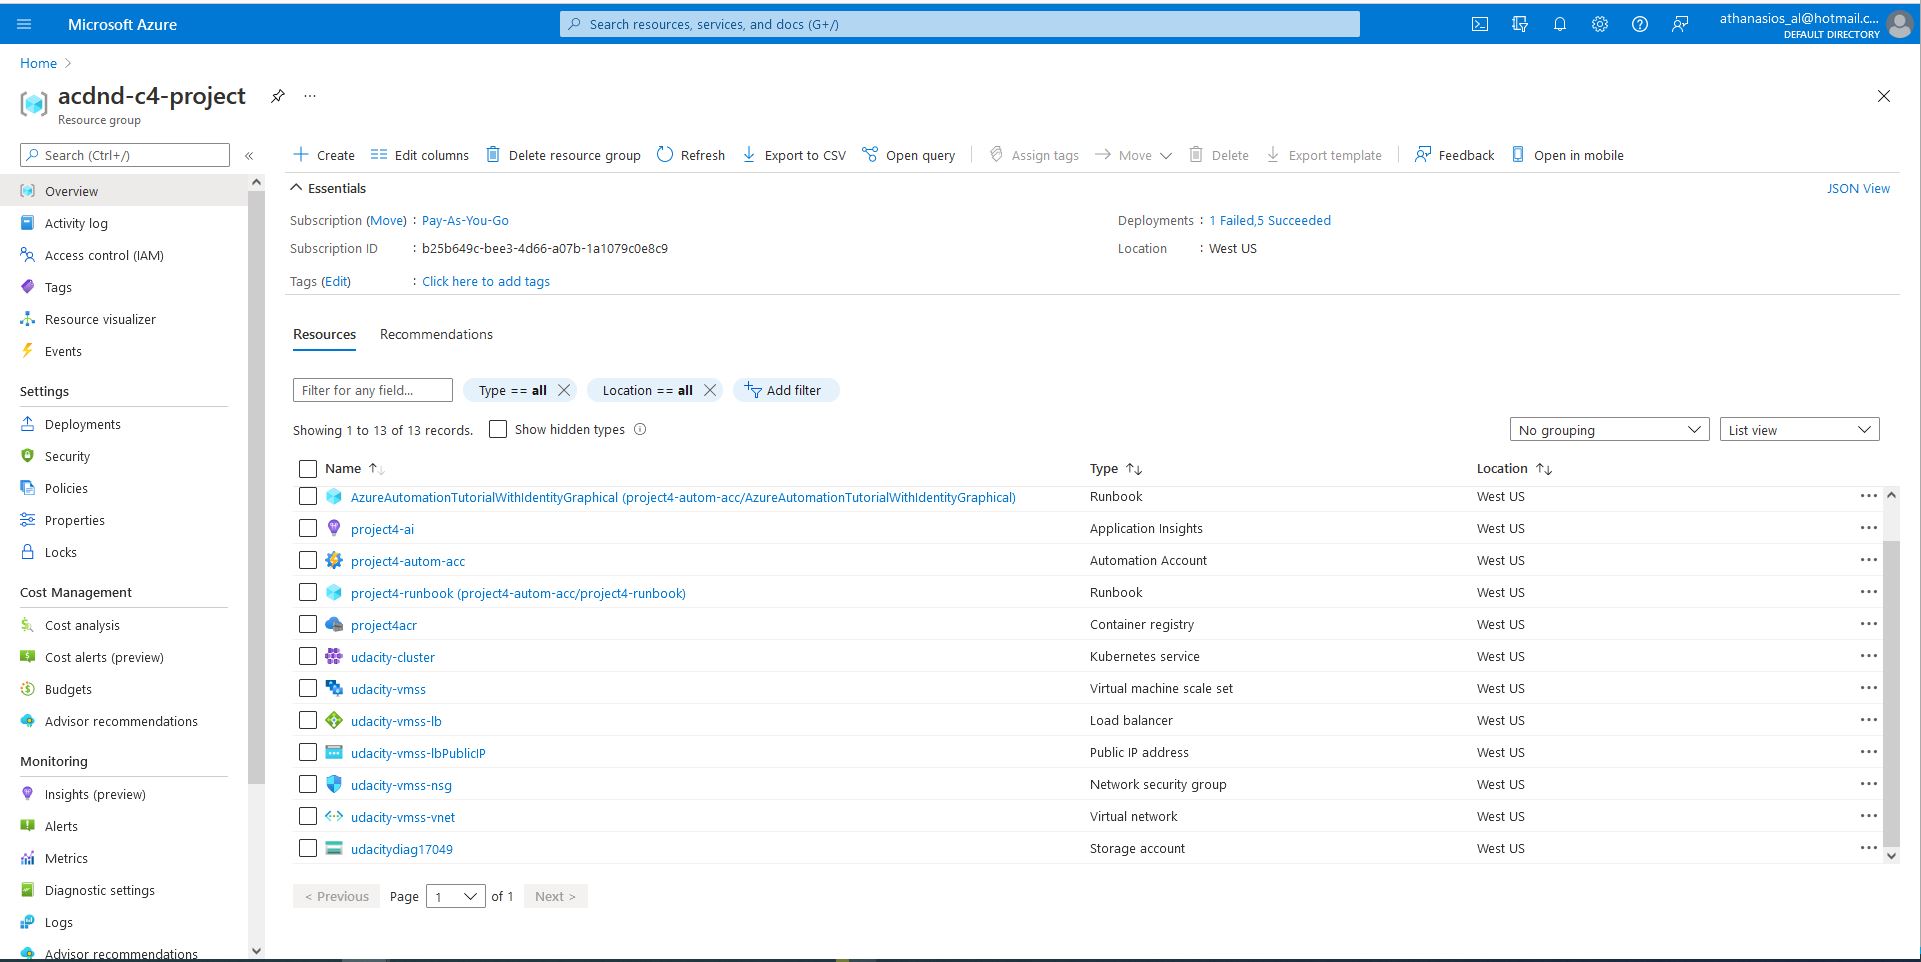 Microsoft Azure
Search resources, services, and docs (G+/)
athanasios_al@hotmail.c...
DEFAULT DIRECTORY
Home >
acdnd-c4-project ...
Resource group
Search (Ctrl+/)
«
Create Edit columns Delete resource group Refresh Export to CSV Open query Assign tags Move Delete Export template Feedback Open in mobile
Overview
Activity log
Access control (IAM)
Tags
Resource visualizer
Events
Settings
Deployments
Security
Policies
Properties
Locks
Cost Management
Cost analysis
Cost alerts (preview)
Budgets
Advisor recommendations
Monitoring
Insights (preview)
Alerts
Metrics
Diagnostic settings
Logs
Advisor recommendations
Essentials JSON View
Subscription (Move) : Pay-As-You-Go Deployments : 1 Failed,5 Succeeded
Subscription ID : b25b649c-bee3-4d66-a07b-1a1079c0e8c9 Location : West US
Tags (Edit) : Click here to add tags
Resources Recommendations
Filter for any field... Type == all Location == all Add filter
Showing 1 to 13 of 13 records. Show hidden types No grouping List view
Name Type Location
AzureAutomationTutorialWithIdentityGraphical (project4-autom-acc/AzureAutomationTutorialWithIdentityGraphical) Runbook West US ...
project4-ai Application Insights West US ...
project4-autom-acc Automation Account West US ...
project4-runbook (project4-autom-acc/project4-runbook) Runbook West US ...
project4acr Container registry West US ...
udacity-cluster Kubernetes service West US ...
udacity-vmss Virtual machine scale set West US ...
udacity-vmss-lb Load balancer West US ...
udacity-vmss-lbPublicIP Public IP address West US ...
udacity-vmss-nsg Network security group West US ...
udacity-vmss-vnet Virtual network West US ...
udacitydiag17049 Storage account West US ...
< Previous Page 1 of 1 Next >